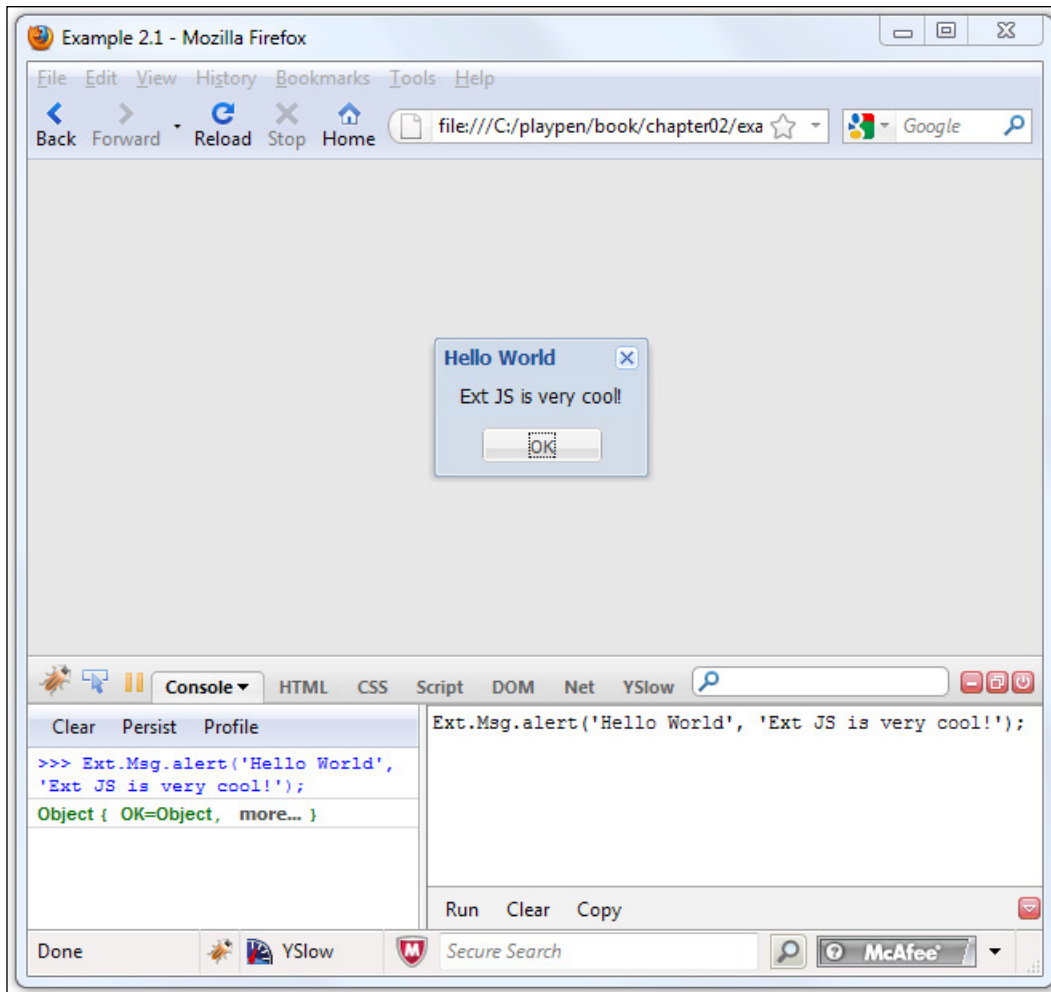 Example 2.1 - Mozilla Firefox
File Edit View History Bookmarks Tools Help
Back Forward Reload Stop Home file:///C:/playpen/book/chapter02/exa Google
Hello World
Ext JS is very cool!
OK
Console HTML CSS Script DOM Net YSlow
Clear Persist Profile
>>> Ext.Msg.alert('Hello World',
'Ext JS is very cool!');
Object { OK=Object, more... }
Ext.Msg.alert('Hello World', 'Ext JS is very cool!');
Run Clear Copy
Done YSlow Secure Search McAfee